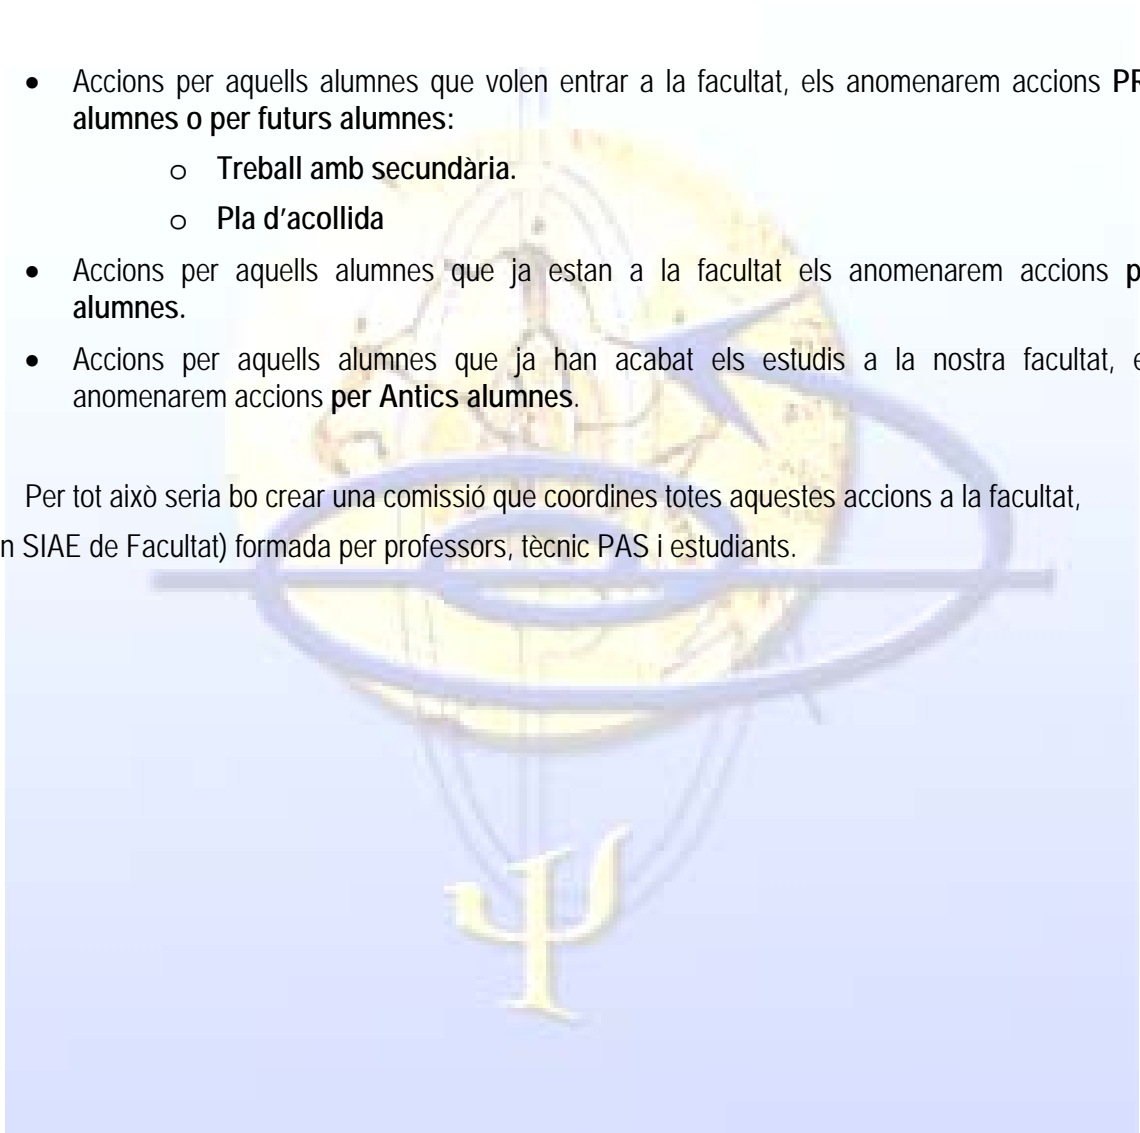 • Accions per aquells alumnes que volen entrar a la facultat, els anomenarem accions PR
alumnes o per futurs alumnes:
o Treball amb secundària.
o Pla d'acollida
• Accions per aquells alumnes que ja estan a la facultat els anomenarem accions p
alumnes.
• Accions per aquells alumnes que ja han acabat els estudis a la nostra facultat, e
anomenarem accions per Antics alumnes.
Per tot això seria bo crear una comissió que coordines totes aquestes accions a la facultat,
n SIAE de Facultat) formada per professors, tècnic PAS i estudiants.
Ψ